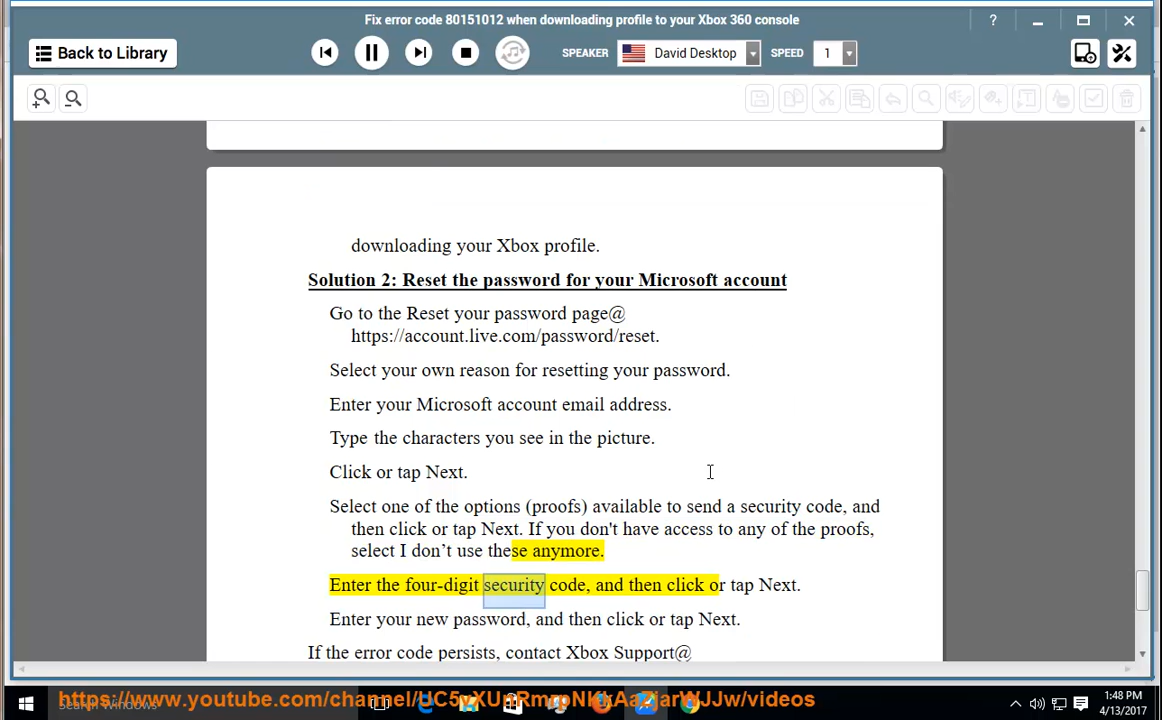 Fix error code 80151012 when downloading profile to your Xbox 360 console
?
Back to Library
SPEAKER
David Desktop
SPEED
1
downloading your Xbox profile.
Solution 2: Reset the password for your Microsoft account
Go to the Reset your password page@
https://account.live.com/password/reset.
Select your own reason for resetting your password.
Enter your Microsoft account email address.
Type the characters you see in the picture.
Click or tap Next.
Select one of the options (proofs) available to send a security code, and
then click or tap Next. If you don't have access to any of the proofs,
select I don’t use these anymore.
Enter the four-digit security code, and then click or tap Next.
Enter your new password, and then click or tap Next.
If the error code persists, contact Xbox Support@
Search Windows
1:48 PM
4/13/2017